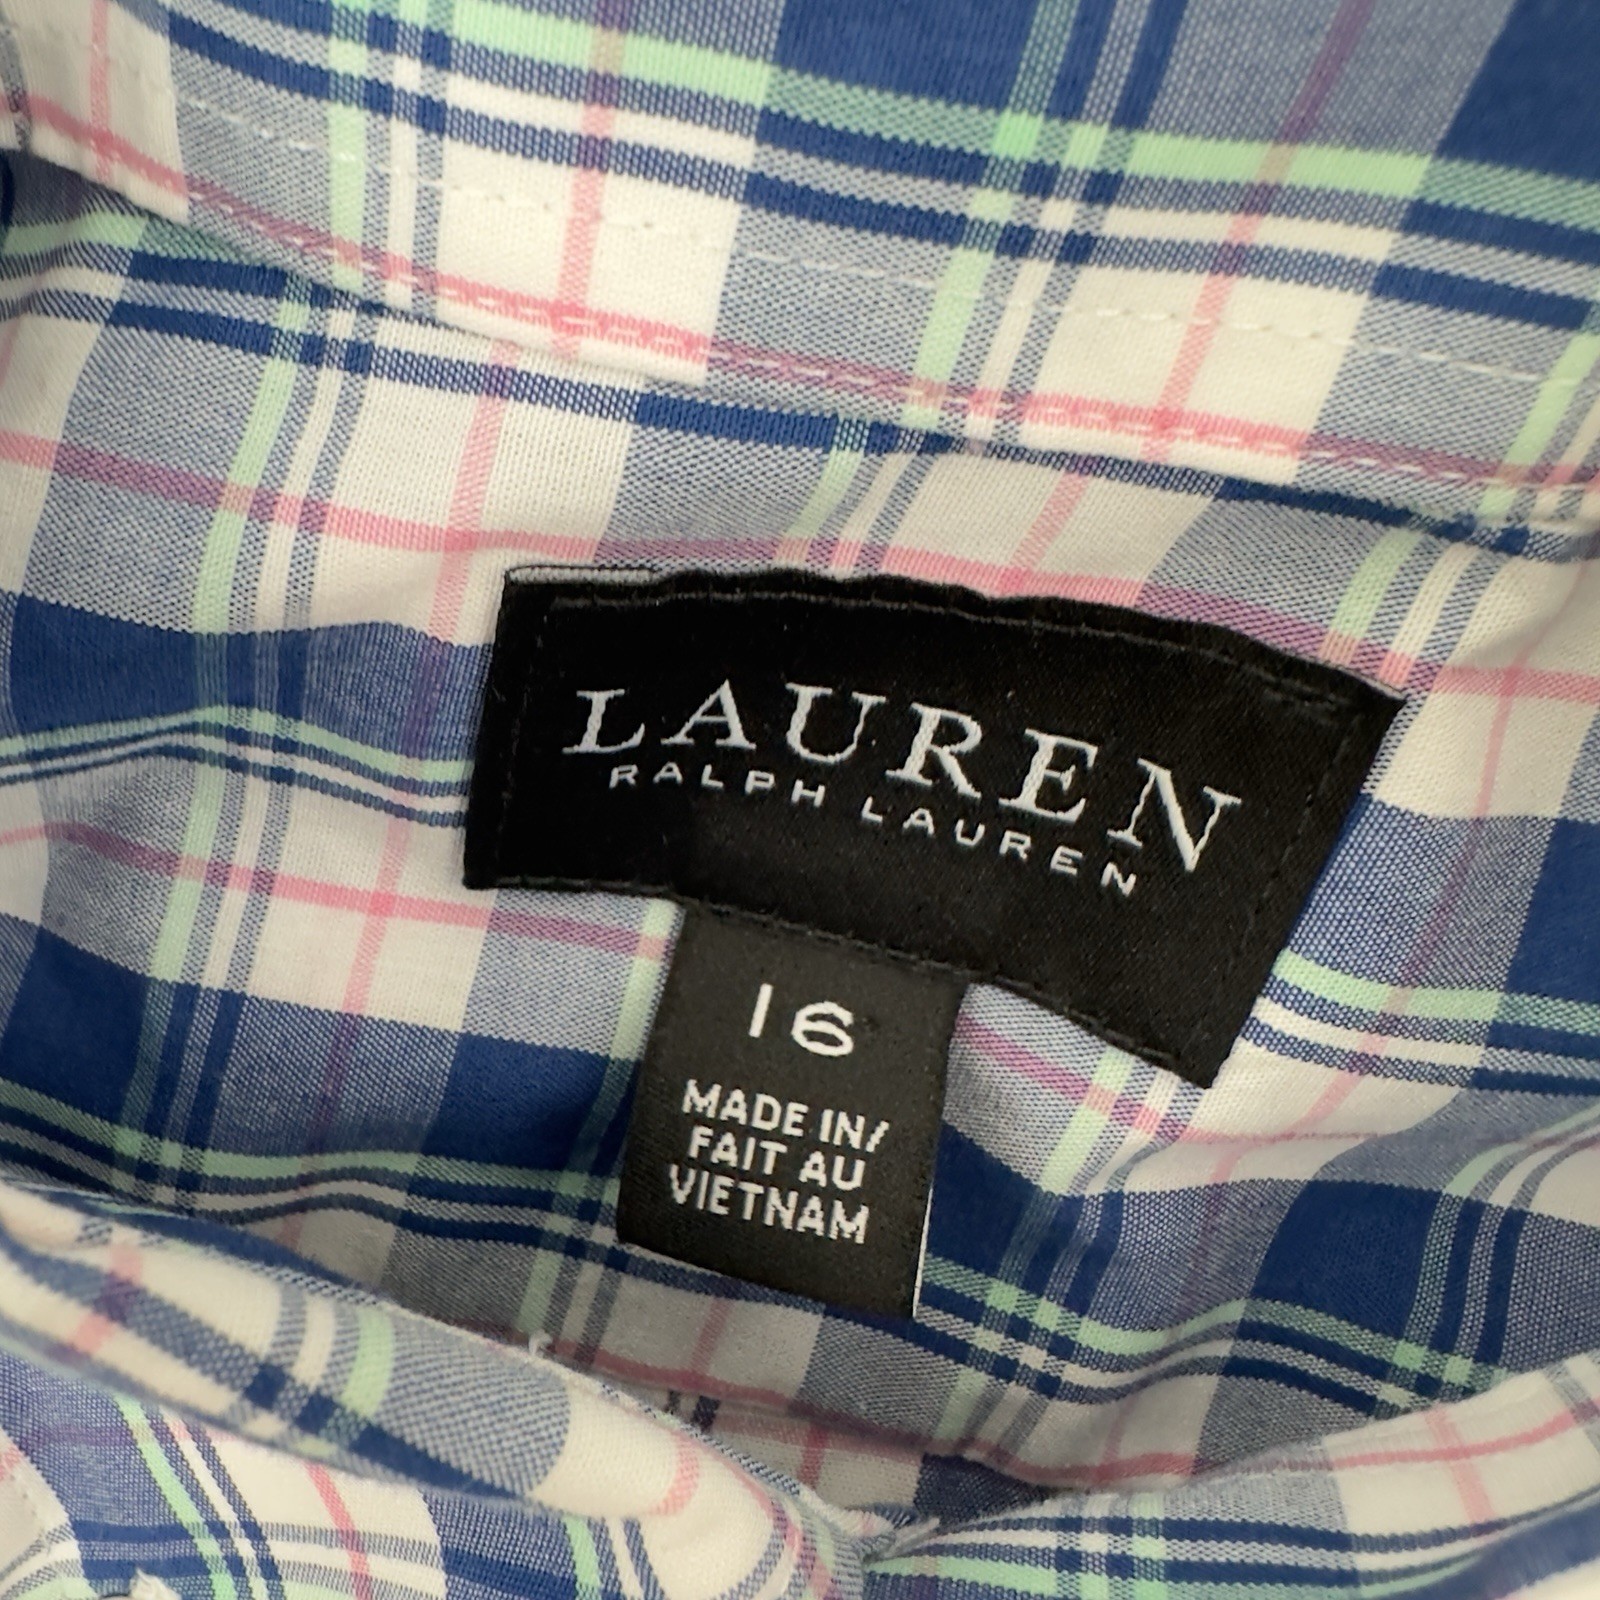 LAUREN
RALPH LAUREN
16
MADE IN/
FAIT AU
VIETNAM